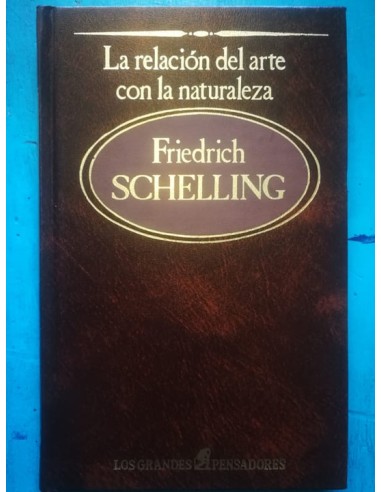 La relación del arte
con la naturaleza
Friedrich
SCHELLING
LOS GRANDES PENSADORES